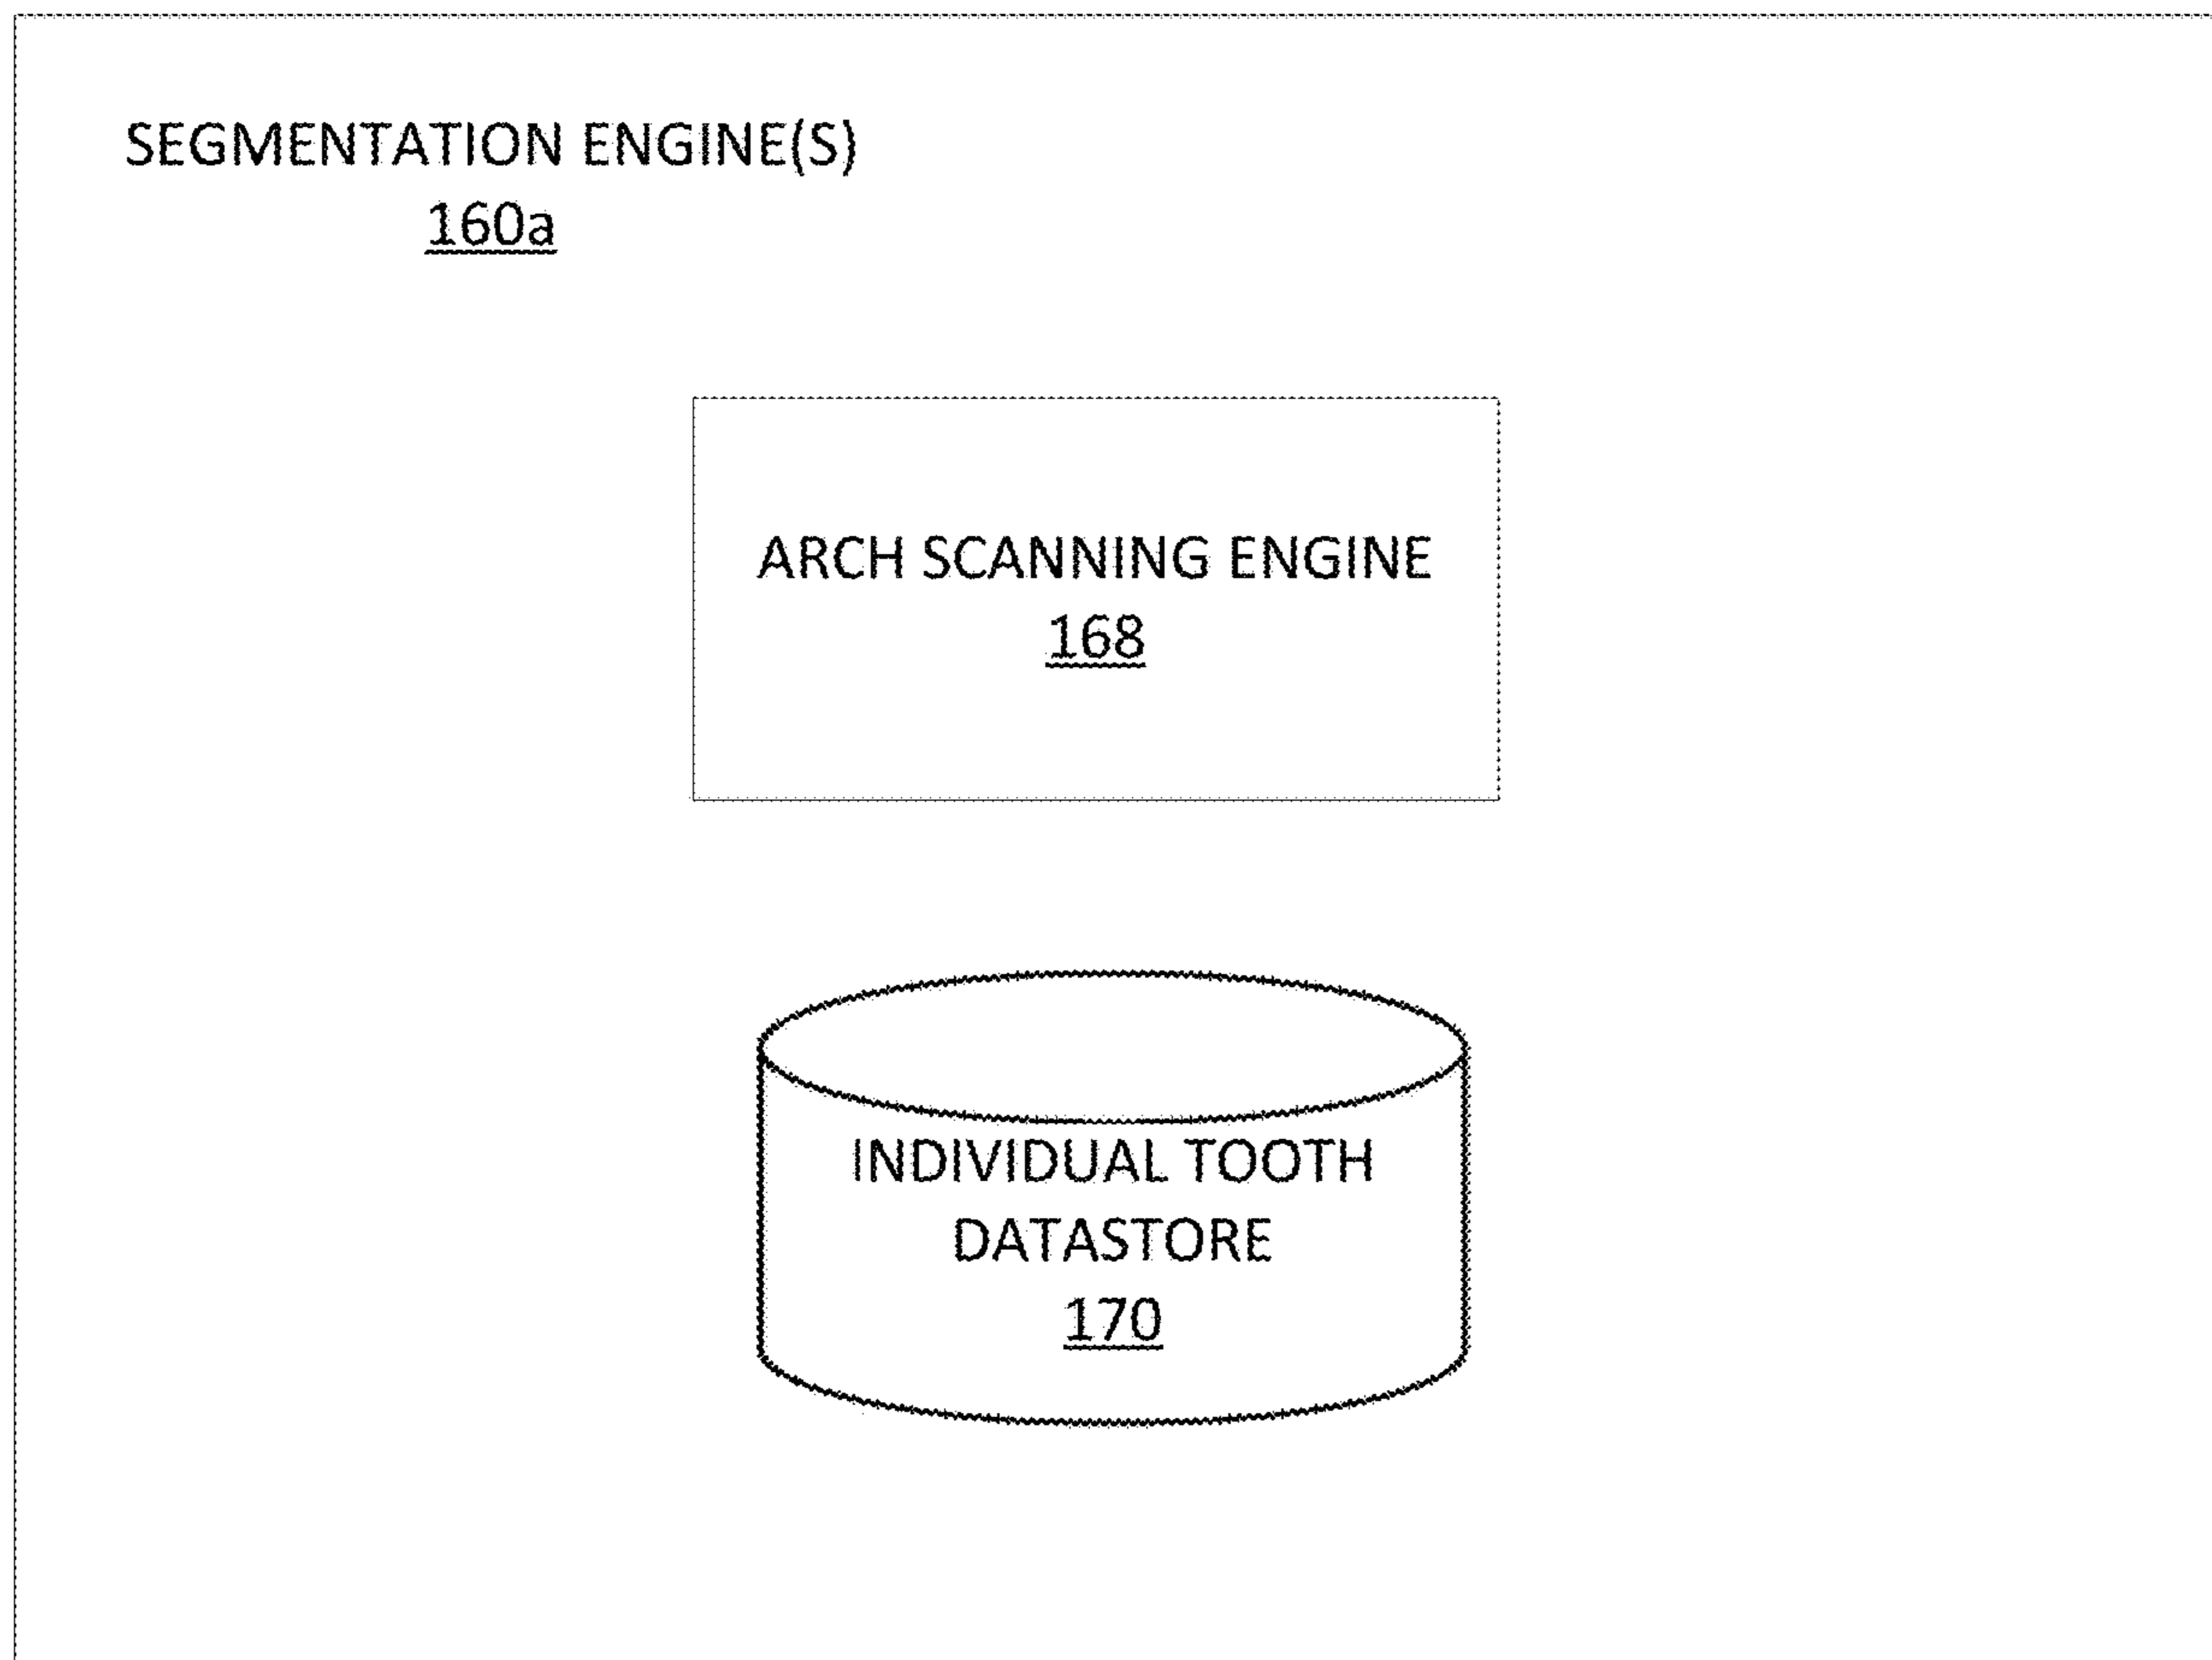 SEGMENTATION ENGINE(S)
160a
ARCH SCANNING ENGINE
168
INDIVIDUAL TOOTH
DATASTORE
170